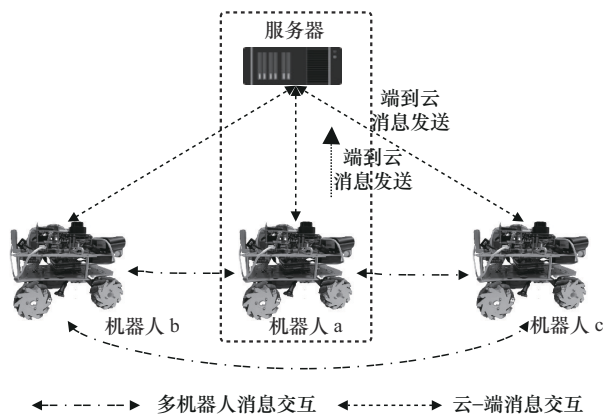 服务器
端到云
消息发送
端到云
消息发送
机器人 b
机器人 a
机器人 c
多机器人消息交互
云–端消息交互